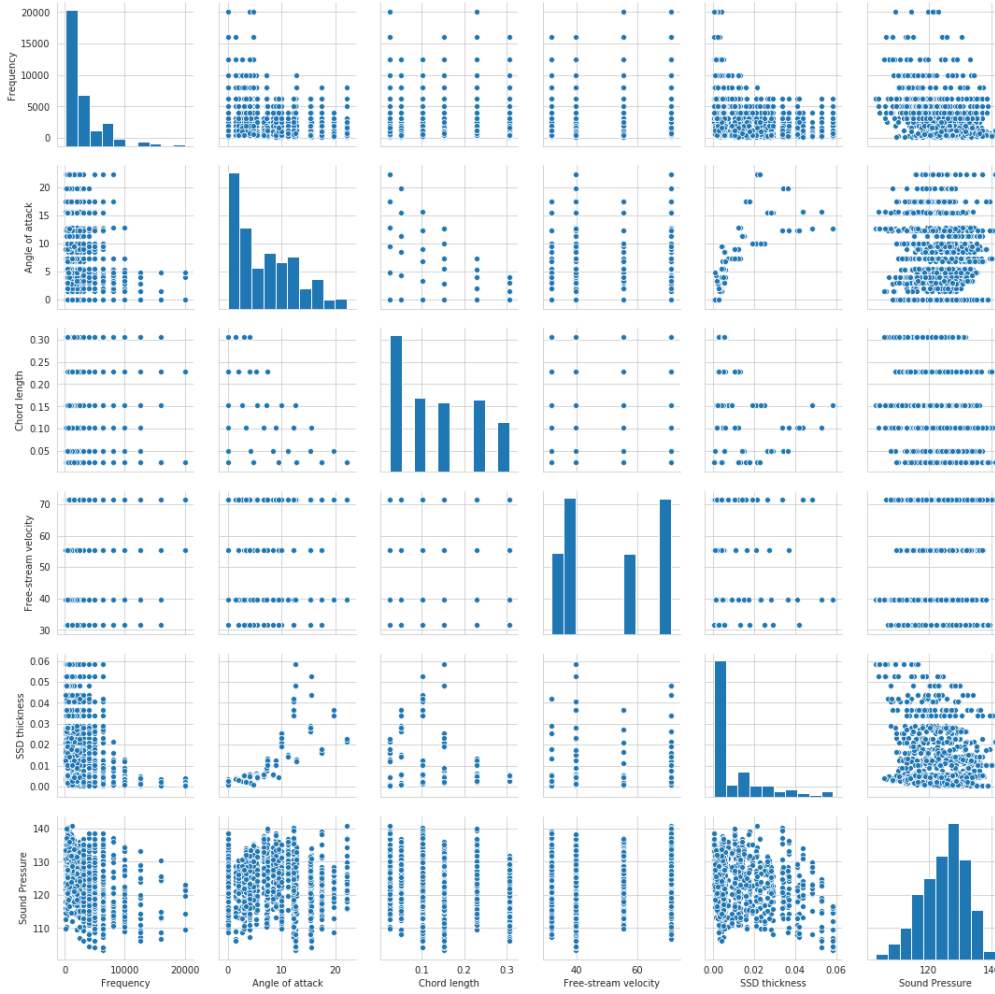 20000
15000
10000
5000
0
Frequency
20
15
10
5
0
Angle of attack
0.30
0.25
0.20
0.15
0.10
0.05
Chord length
70
60
50
40
30
Free-stream velocity
0.06
0.05
0.04
0.03
0.02
0.01
0.00
SSD thickness
140
130
120
110
Sound Pressure
0 10000 20000
0 10 20
0.1 0.2 0.3
40 60
0.00 0.02 0.04 0.06
120 140
Frequency
Angle of attack
Chord length
Free-stream velocity
SSD thickness
Sound Pressure